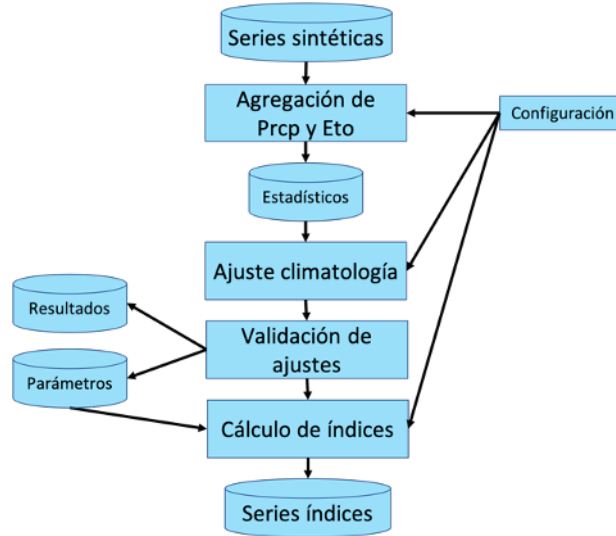 Series sintéticas
Agregación de
Prcp y Eto
Configuración
Estadísticos
Ajuste climatología
Resultados
Validación de
ajustes
Parámetros
Cálculo de índices
Series índices